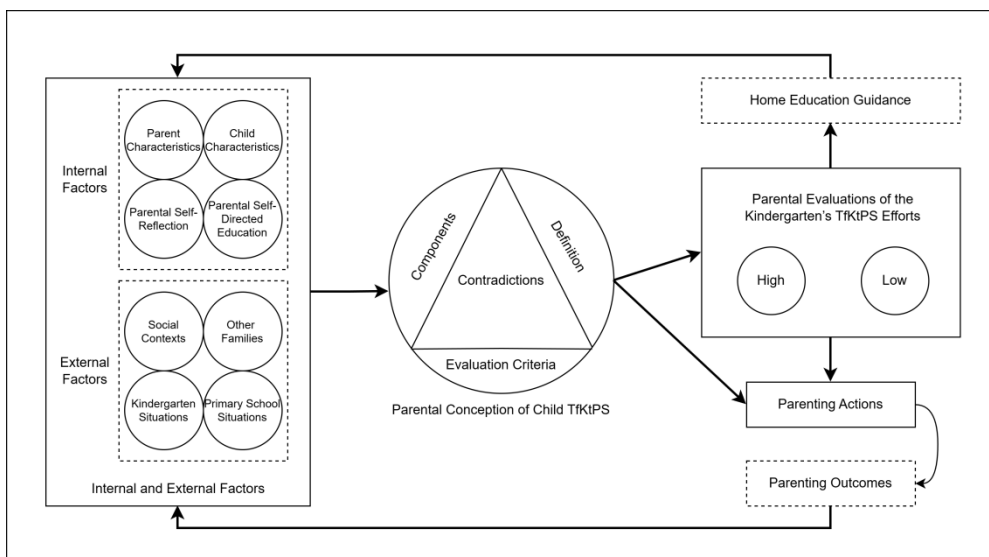 Internal
Factors
Parent
Characteristics
Child
Characteristics
Parental Self-
Reflection
Parental Self-
Directed
Education
External
Factors
Social
Contexts
Other
Families
Kindergarten
Situations
Primary School
Situations
Internal and External Factors
Components
Definition
Contradictions
Evaluation Criteria
Parental Conception of Child TfKtPS
Home Education Guidance
Parental Evaluations of the
Kindergarten's TfKtPS Efforts
High
Low
Parenting Actions
Parenting Outcomes